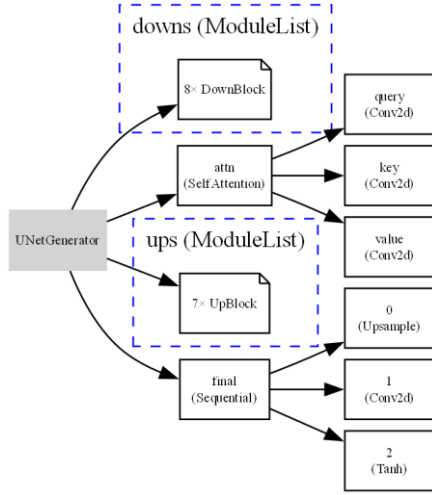 downs (ModuleList)
8× DownBlock
query
(Conv2d)
attn
(SelfAttention)
key
(Conv2d)
value
(Conv2d)
UNetGenerator
ups (ModuleList)
7× UpBlock
0
(Upsample)
final
(Sequential)
1
(Conv2d)
2
(Tanh)